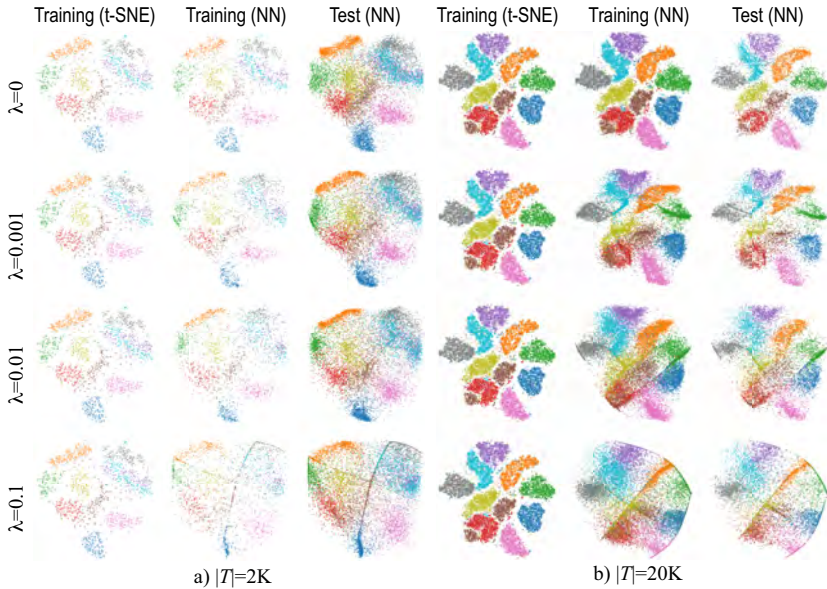 Training (t-SNE) Training (NN) Test (NN) Training (t-SNE) Training (NN) Test (NN)
λ=0
λ=0.001
λ=0.01
λ=0.1
a) |T|=2K b) |T|=20K